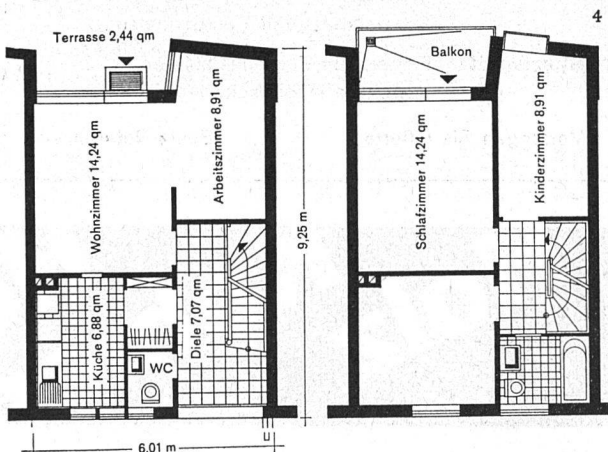 4
Terrasse 2,44 qm
Wohnzimmer 14,24 qm
Arbeitszimmer 8,91 qm
Küche 6,88 qm
WC
Diele 7,07 qm
9,25 m
6,01 m
Balkon
Schlafzimmer 14,24 qm
Kinderzimmer 8,91 qm